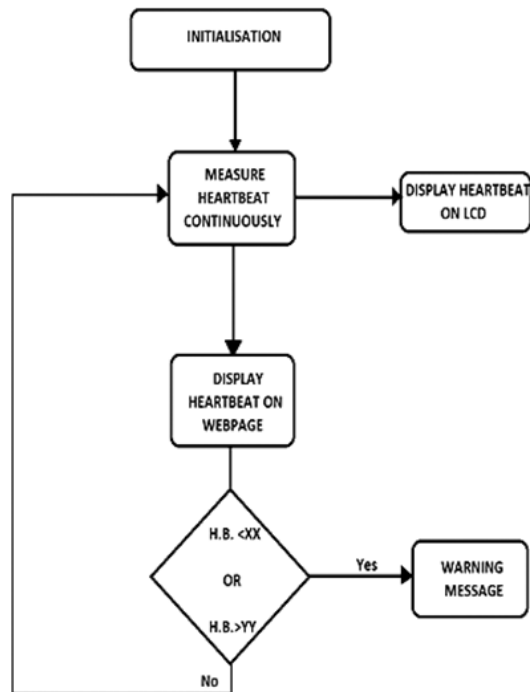 INITIALISATION
MEASURE
HEARTBEAT
CONTINUOUSLY
DISPLAY HEARTBEAT
ON LCD
DISPLAY
HEARTBEAT ON
WEBPAGE
H.B. <XX
OR
H.B.>YY
Yes
WARNING
MESSAGE
No